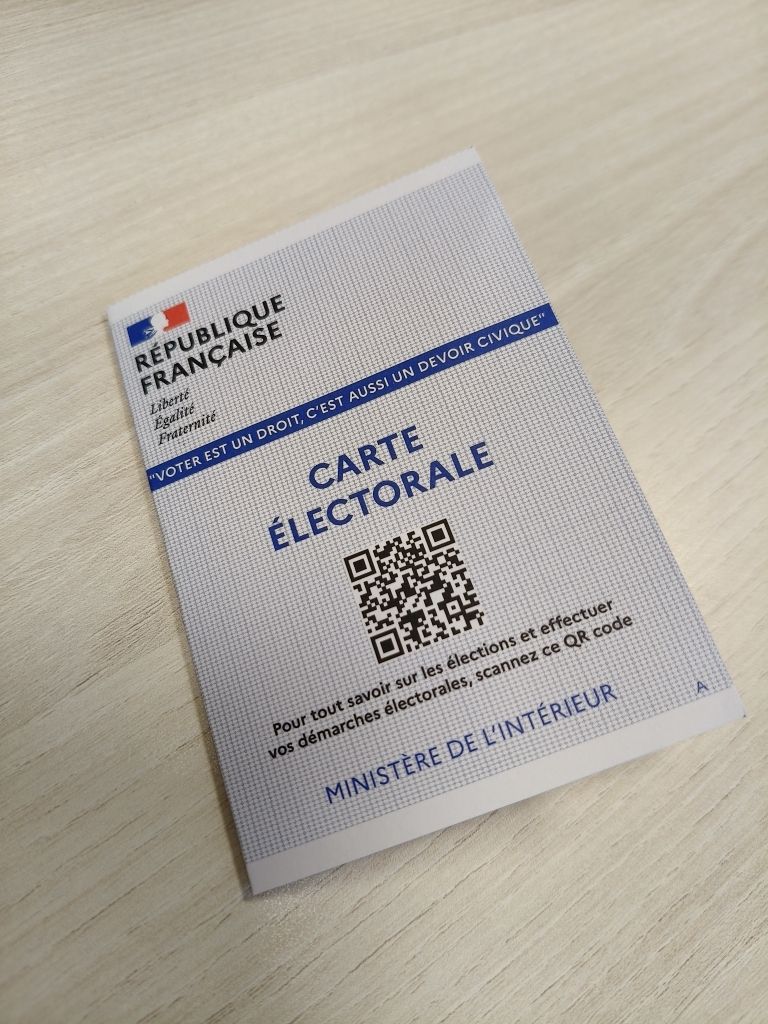 RÉPUBLIQUE
FRANÇAISE
Liberté
Égalité
Fraternité
"VOTER EST UN DROIT, C'EST AUSSI UN DEVOIR CIVIQUE"
CARTE
ÉLECTORALE
Pour tout savoir sur les élections et effectuer
vos démarches électorales, scannez ce QR code
MINISTÈRE DE L'INTÉRIEUR
A